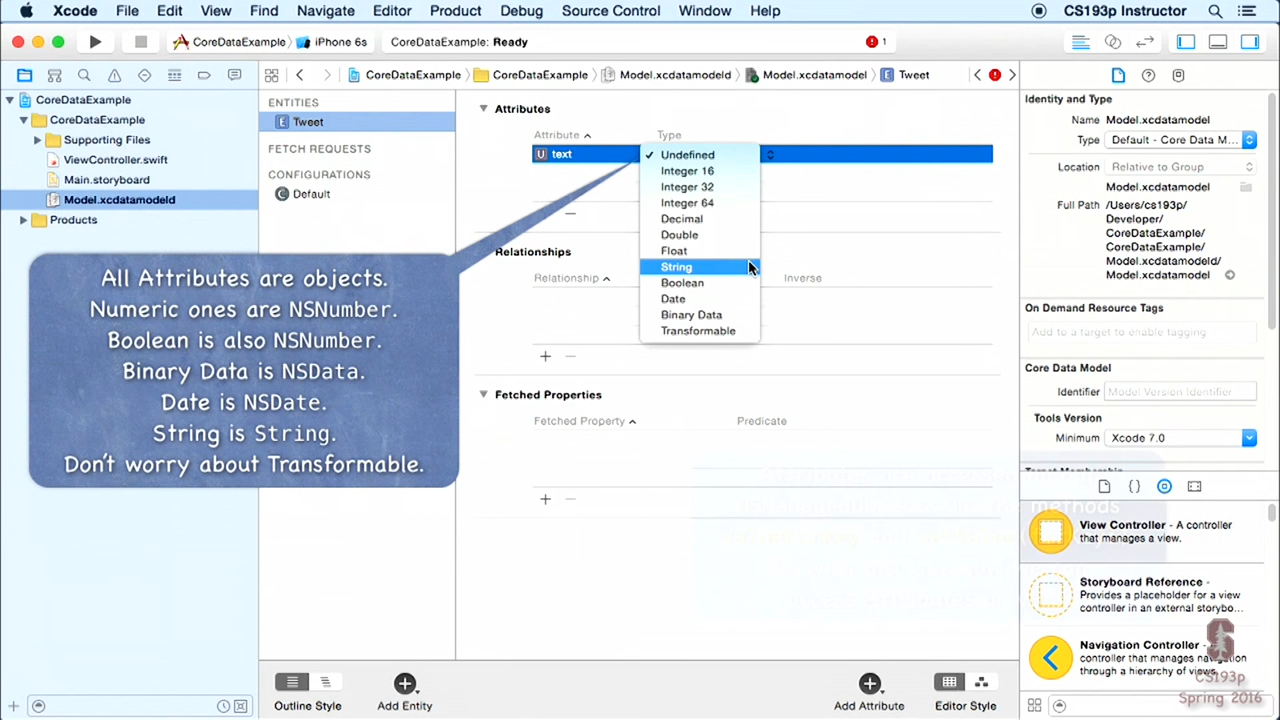 Xcode File Edit View Find Navigate Editor Product Debug Source Control Window Help CS193p Instructor
CoreDataExample iPhone 6s CoreDataExample: Ready 1
CoreDataExample CoreDataExample Model.xcdatamodeld Model.xcdatamodel E Tweet
CoreDataExample
CoreDataExample
Supporting Files
ViewController.swift
Main.storyboard
Model.xcdatamodeld
Products
ENTITIES
E Tweet
FETCH REQUESTS
CONFIGURATIONS
C Default
Attributes
Attribute Type
U text
Undefined
Integer 16
Integer 32
Integer 64
Decimal
Double
Float
String
Boolean
Date
Binary Data
Transformable
Relationships
Relationship Inverse
Fetched Properties
Fetched Property Predicate
All Attributes are objects.
Numeric ones are NSNumber.
Boolean is also NSNumber.
Binary Data is NSData.
Date is NSDate.
String is String.
Don't worry about Transformable.
methods
Outline Style Add Entity Add Attribute Editor Style
Identity and Type
Name Model.xcdatamodel
Type Default - Core Data M...
Location Relative to Group
Model.xcdatamodel
Full Path /Users/cs193p/
Developer/
CoreDataExample/
CoreDataExample/
Model.xcdatamodeld/
Model.xcdatamodel
On Demand Resource Tags
Add to a target to enable tagging
Core Data Model
Identifier Model Version Identifier
Tools Version
Minimum Xcode 7.0
Target Membership
View Controller - A controller
that manages a view.
Storyboard Reference -
Provides a placeholder for a view
controller in an external storybo...
Navigation Controller - A
controller that manages navigation
through a hierarchy of views.
CS193p
Spring 2016